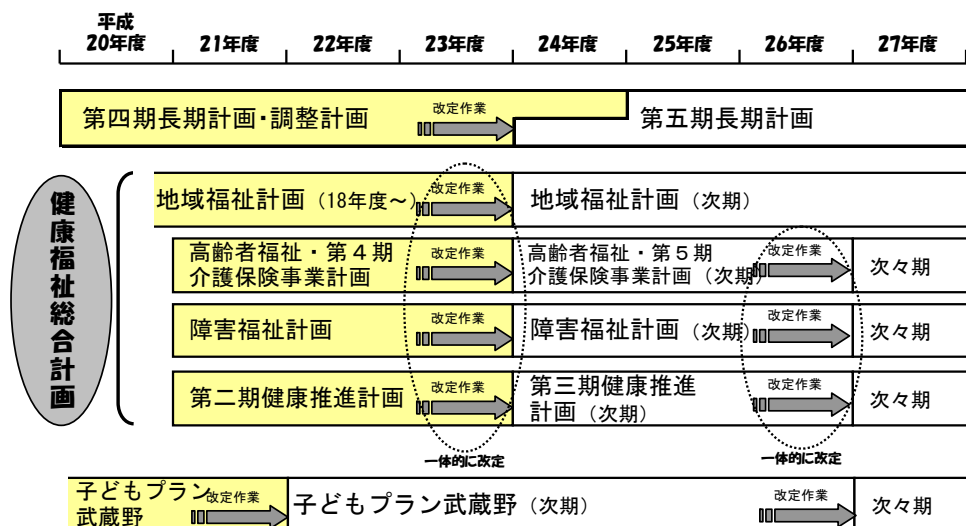 平成
20年度 21年度 22年度 23年度 24年度 25年度 26年度 27年度
第四期長期計画・調整計画 改定作業 第五期長期計画
健康福祉総合計画
地域福祉計画（18年度～） 改定作業 地域福祉計画（次期）
高齢者福祉・第４期
介護保険事業計画
改定作業
高齢者福祉・第５期
介護保険事業計画（次期）
改定作業
次々期
障害福祉計画 改定作業 障害福祉計画（次期） 改定作業 次々期
第二期健康推進計画 改定作業
第三期健康推進
計画（次期）
改定作業
次々期
一体的に改定 一体的に改定
子どもプラン
武蔵野
改定作業
子どもプラン武蔵野（次期） 改定作業 次々期